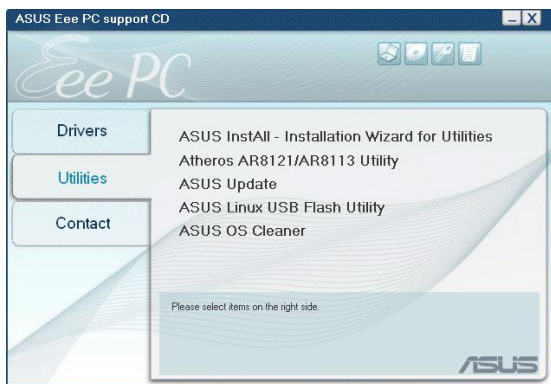 ASUS Eee PC support CD
Eee PC
Drivers
Utilities
Contact
ASUS InstAll - Installation Wizard for Utilities
Atheros AR8121/AR8113 Utility
ASUS Update
ASUS Linux USB Flash Utility
ASUS OS Cleaner
Please select items on the right side.
ASUS